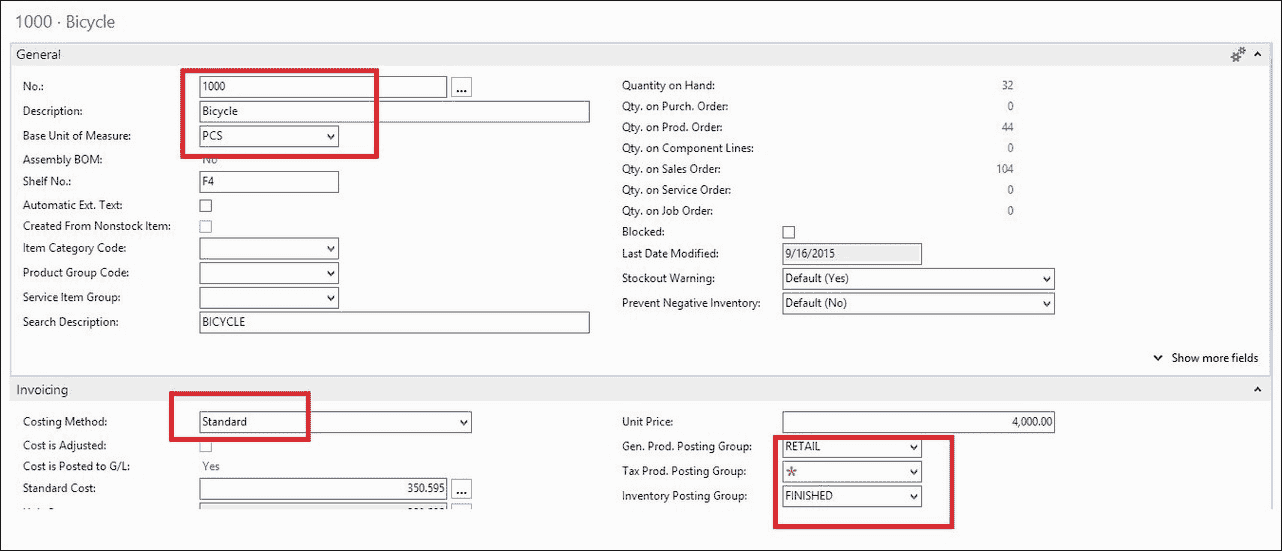 1000 · Bicycle
General
No.: 1000 ...
Description: Bicycle
Base Unit of Measure: PCS
Assembly BOM: No
Shelf No.: F4
Automatic Ext. Text:
Created From Nonstock Item:
Item Category Code:
Product Group Code:
Service Item Group:
Search Description: BICYCLE
Quantity on Hand: 32
Qty. on Purch. Order: 0
Qty. on Prod. Order: 44
Qty. on Component Lines: 0
Qty. on Sales Order: 104
Qty. on Service Order: 0
Qty. on Job Order: 0
Blocked:
Last Date Modified: 9/16/2015
Stockout Warning: Default (Yes)
Prevent Negative Inventory: Default (No)
Show more fields
Invoicing
Costing Method: Standard
Cost is Adjusted:
Cost is Posted to G/L: Yes
Standard Cost: 350.595 ...
Unit Price: 4,000.00
Gen. Prod. Posting Group: RETAIL
Tax Prod. Posting Group: *
Inventory Posting Group: FINISHED